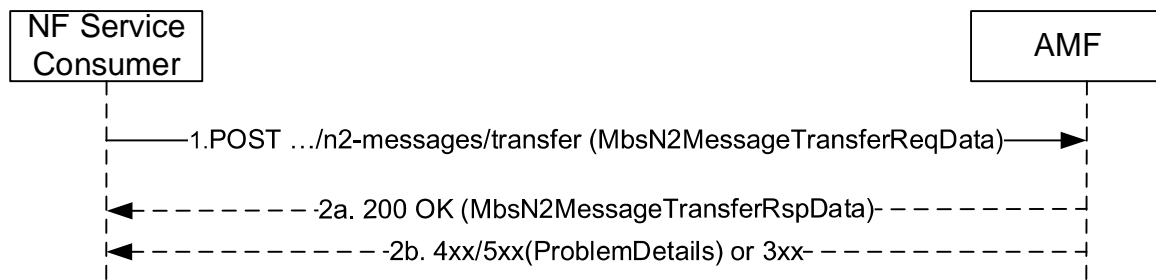 NF Service
Consumer
AMF
1.POST …/n2-messages/transfer (MbsN2MessageTransferReqData)
2a. 200 OK (MbsN2MessageTransferRspData)
2b. 4xx/5xx(ProblemDetails) or 3xx